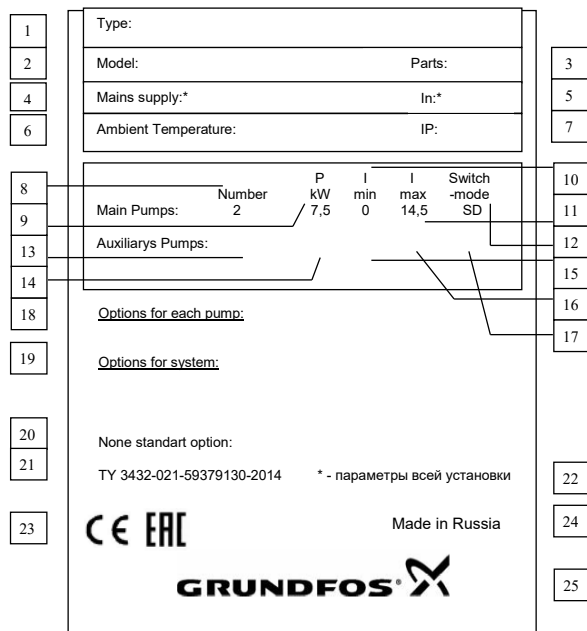 1 Type:
2 Model: Parts: 3
4 Mains supply:* In:* 5
6 Ambient Temperature: IP: 7
P I I Switch 10
8 Number kW min max -mode
9 Main Pumps: 2 7,5 0 14,5 SD 11
12
13 Auxiliarys Pumps:
14 15
18 Options for each pump: 16
17
19 Options for system:
20 None standart option:
21 TY 3432-021-59379130-2014 * - параметры всей установки 22
23 CE EAC Made in Russia 24
GRUNDFOS 25